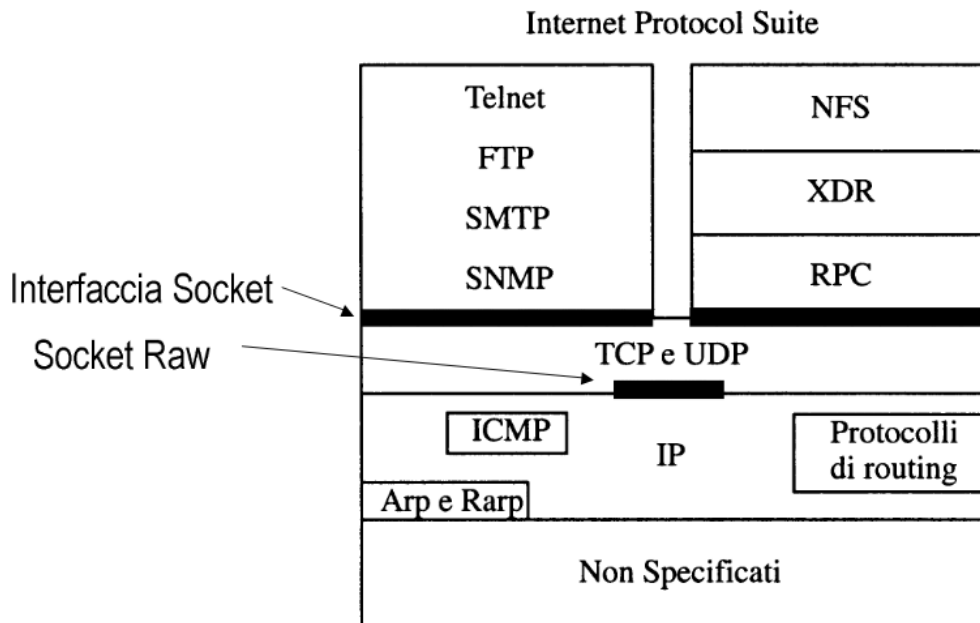 Internet Protocol Suite
Telnet
FTP
SMTP
SNMP
NFS
XDR
RPC
Interfaccia Socket
Socket Raw
TCP e UDP
ICMP
IP
Protocolli
di routing
Arp e Rarp
Non Specificati